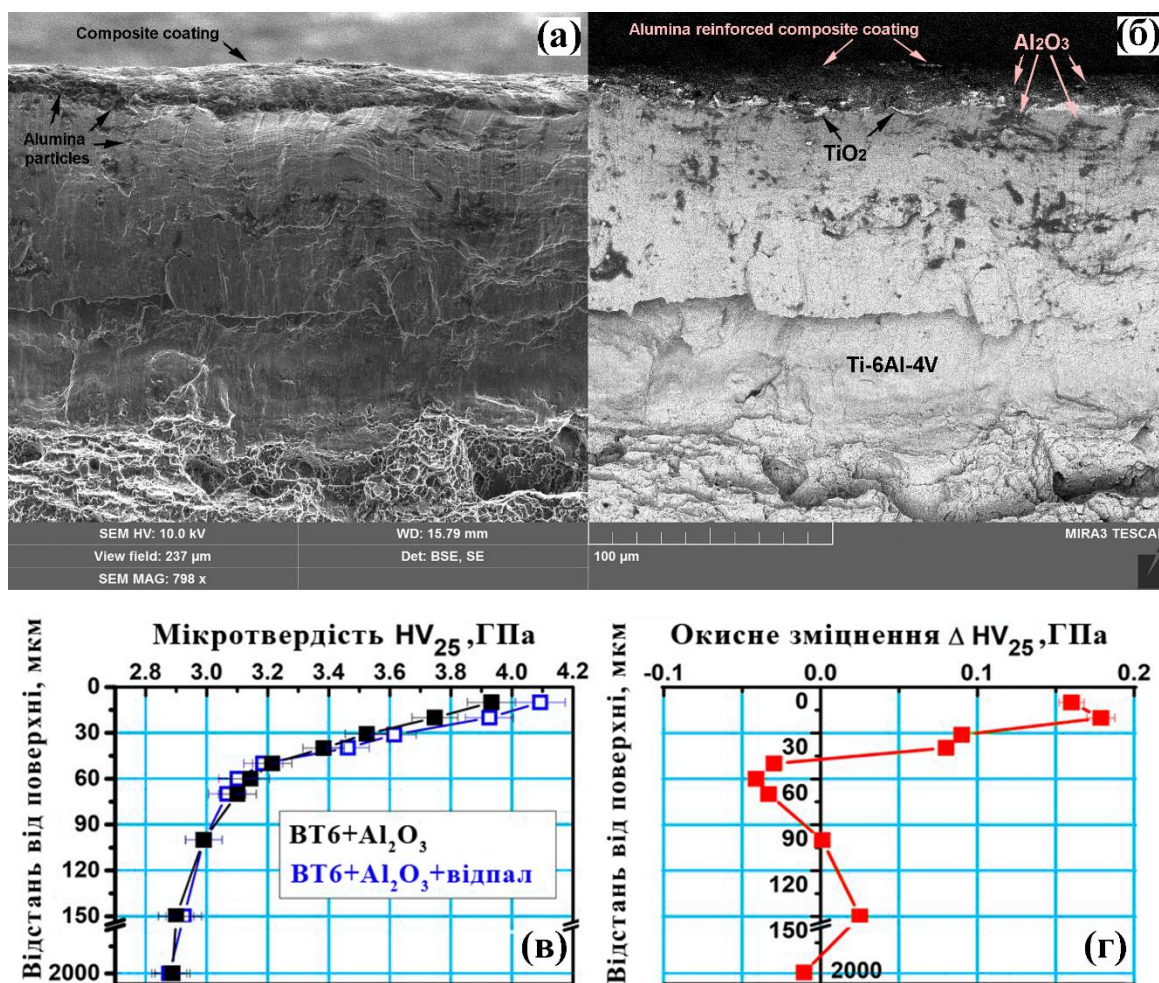 Composite coating
(а)
Alumina
particles
SEM HV: 10.0 kV
WD: 15.79 mm
View field: 237 µm
Det: BSE, SE
SEM MAG: 798 x
Alumina reinforced composite coating
Al2O3
(б)
TiO2
Ti-6Al-4V
100 µm
MIRA3 TESCAN
Мікротвердість HV25,ГПа
2.8 3.0 3.2 3.4 3.6 3.8 4.0 4.2
Відстань від поверхні, мкм
0
30
60
90
120
150
2000
ВТ6+Al2O3
ВТ6+Al2O3+відпал
(в)
Окисне зміцнення Δ HV25,ГПа
-0.1 0.0 0.1 0.2
Відстань від поверхні, мкм
0
30
60
90
120
150
2000
(г)